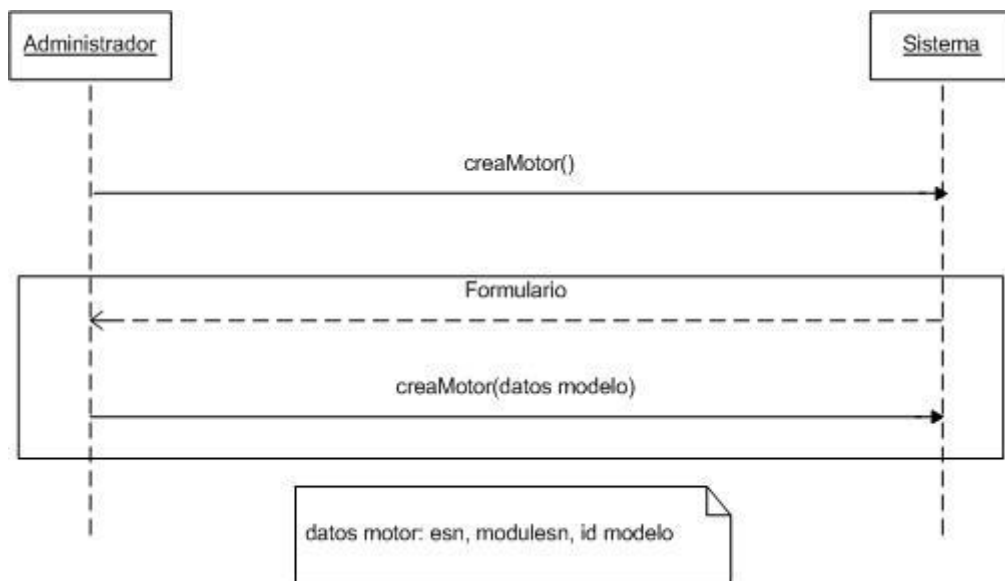 Administrador
Sistema
creaMotor()
Formulario
creaMotor(datos modelo)
datos motor: esn, modulesn, id modelo